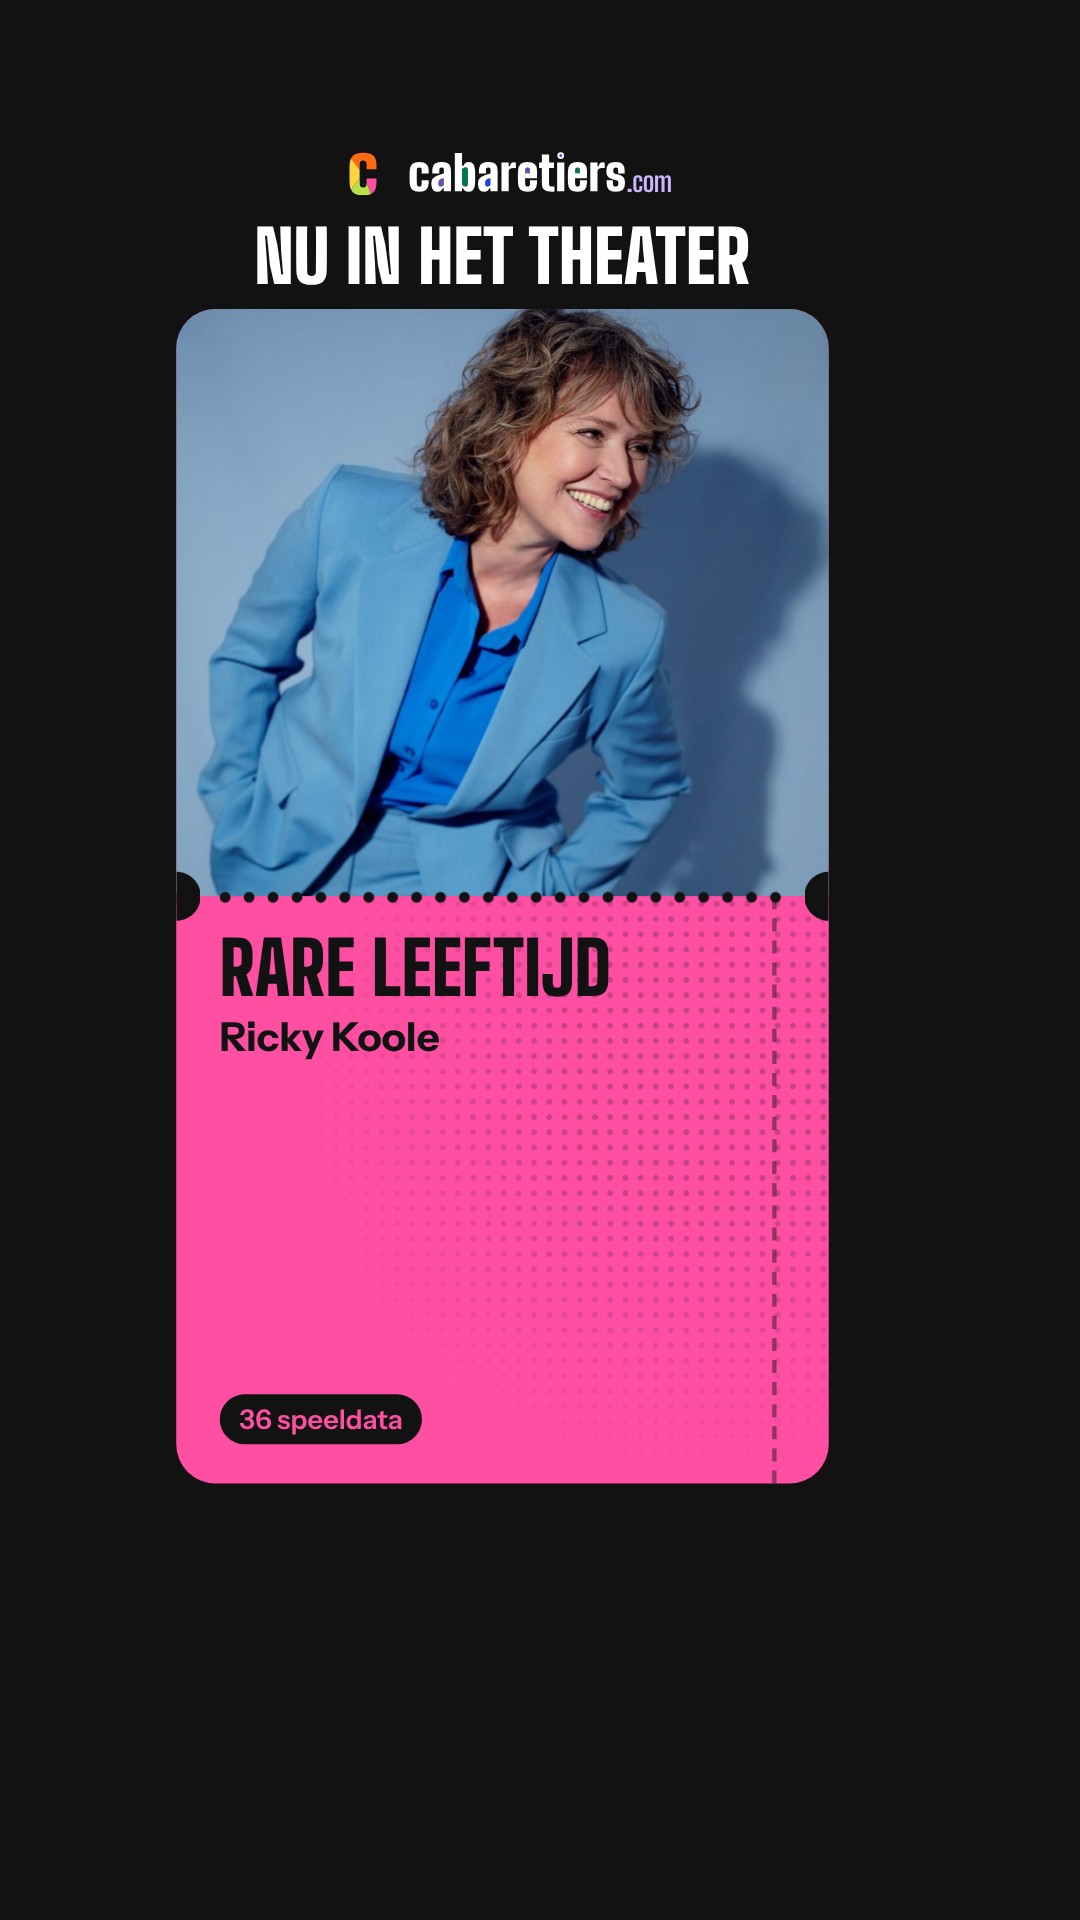 cabaretiers.com
NU IN HET THEATER
RARE LEEFTIJD
Ricky Koole
36 speeldata